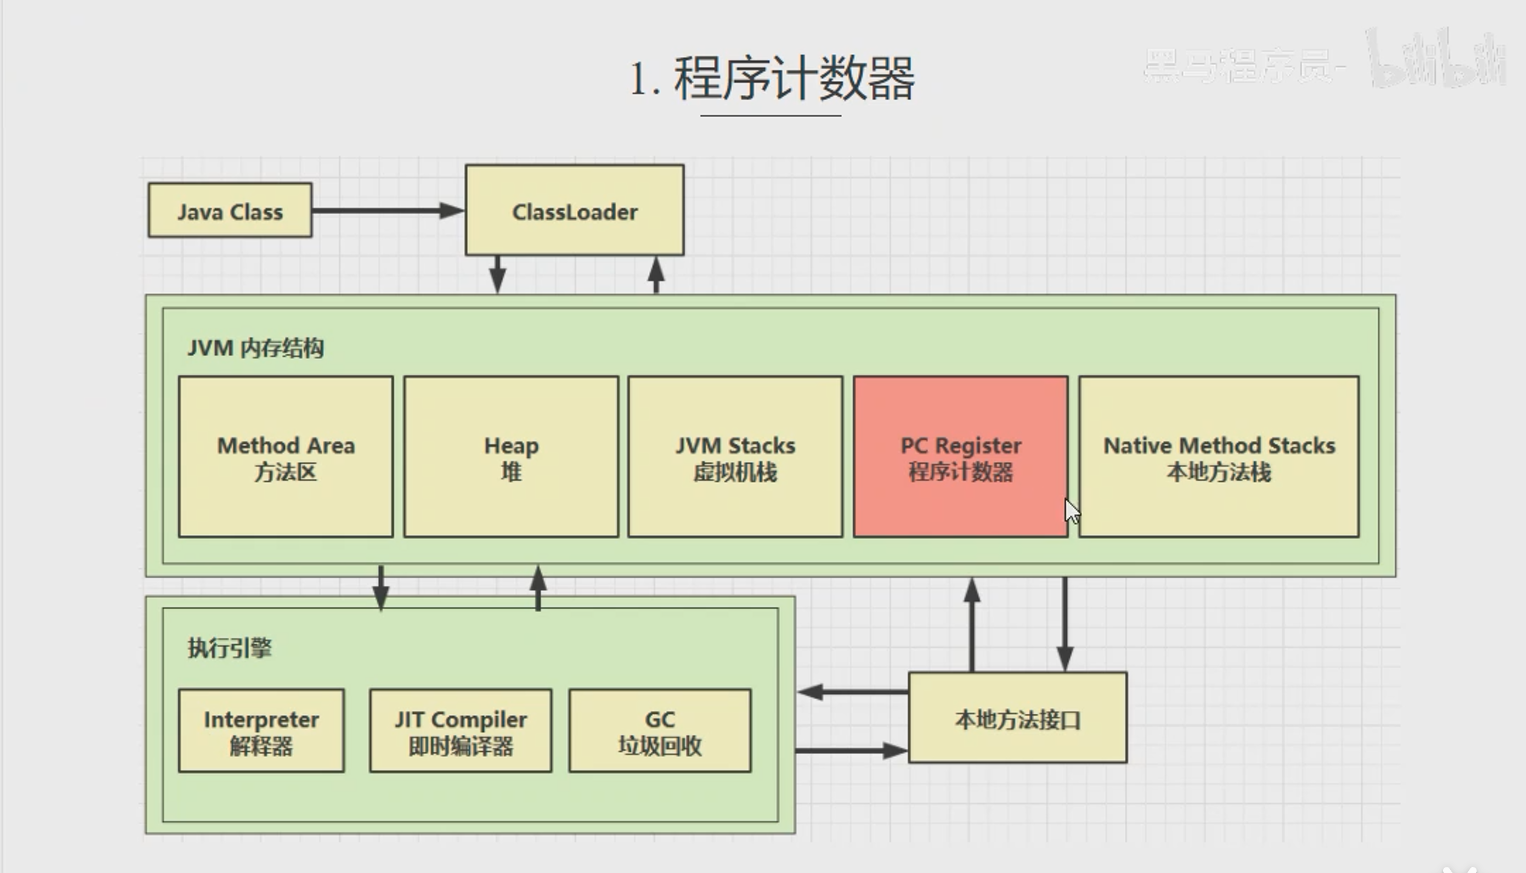 1. 程序计数器
黑马程序员-
bilibili
Java Class
ClassLoader
JVM 内存结构
Method Area
方法区
Heap
堆
JVM Stacks
虚拟机栈
PC Register
程序计数器
Native Method Stacks
本地方法栈
执行引擎
Interpreter
解释器
JIT Compiler
即时编译器
GC
垃圾回收
本地方法接口